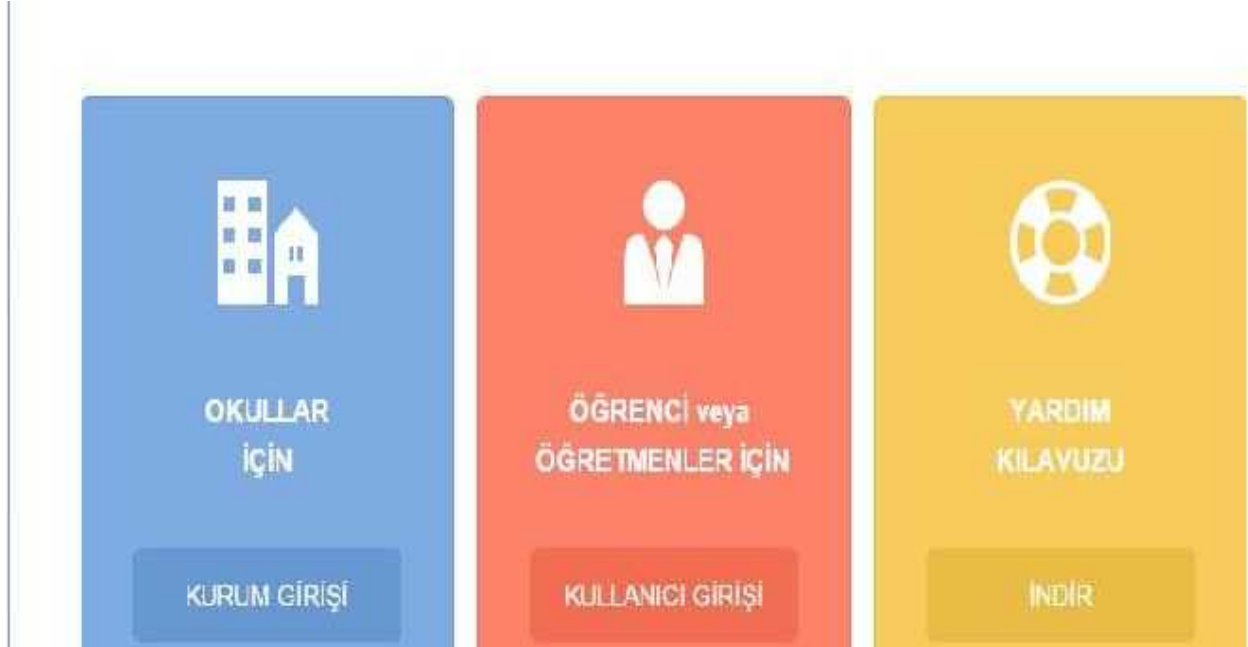 OKULLAR
İÇİN
KURUM GİRİŞİ
ÖĞRENCİ veya
ÖĞRETMENLER İÇİN
KULLANICI GİRİŞİ
YARDIM
KILAVUZU
İNDİR